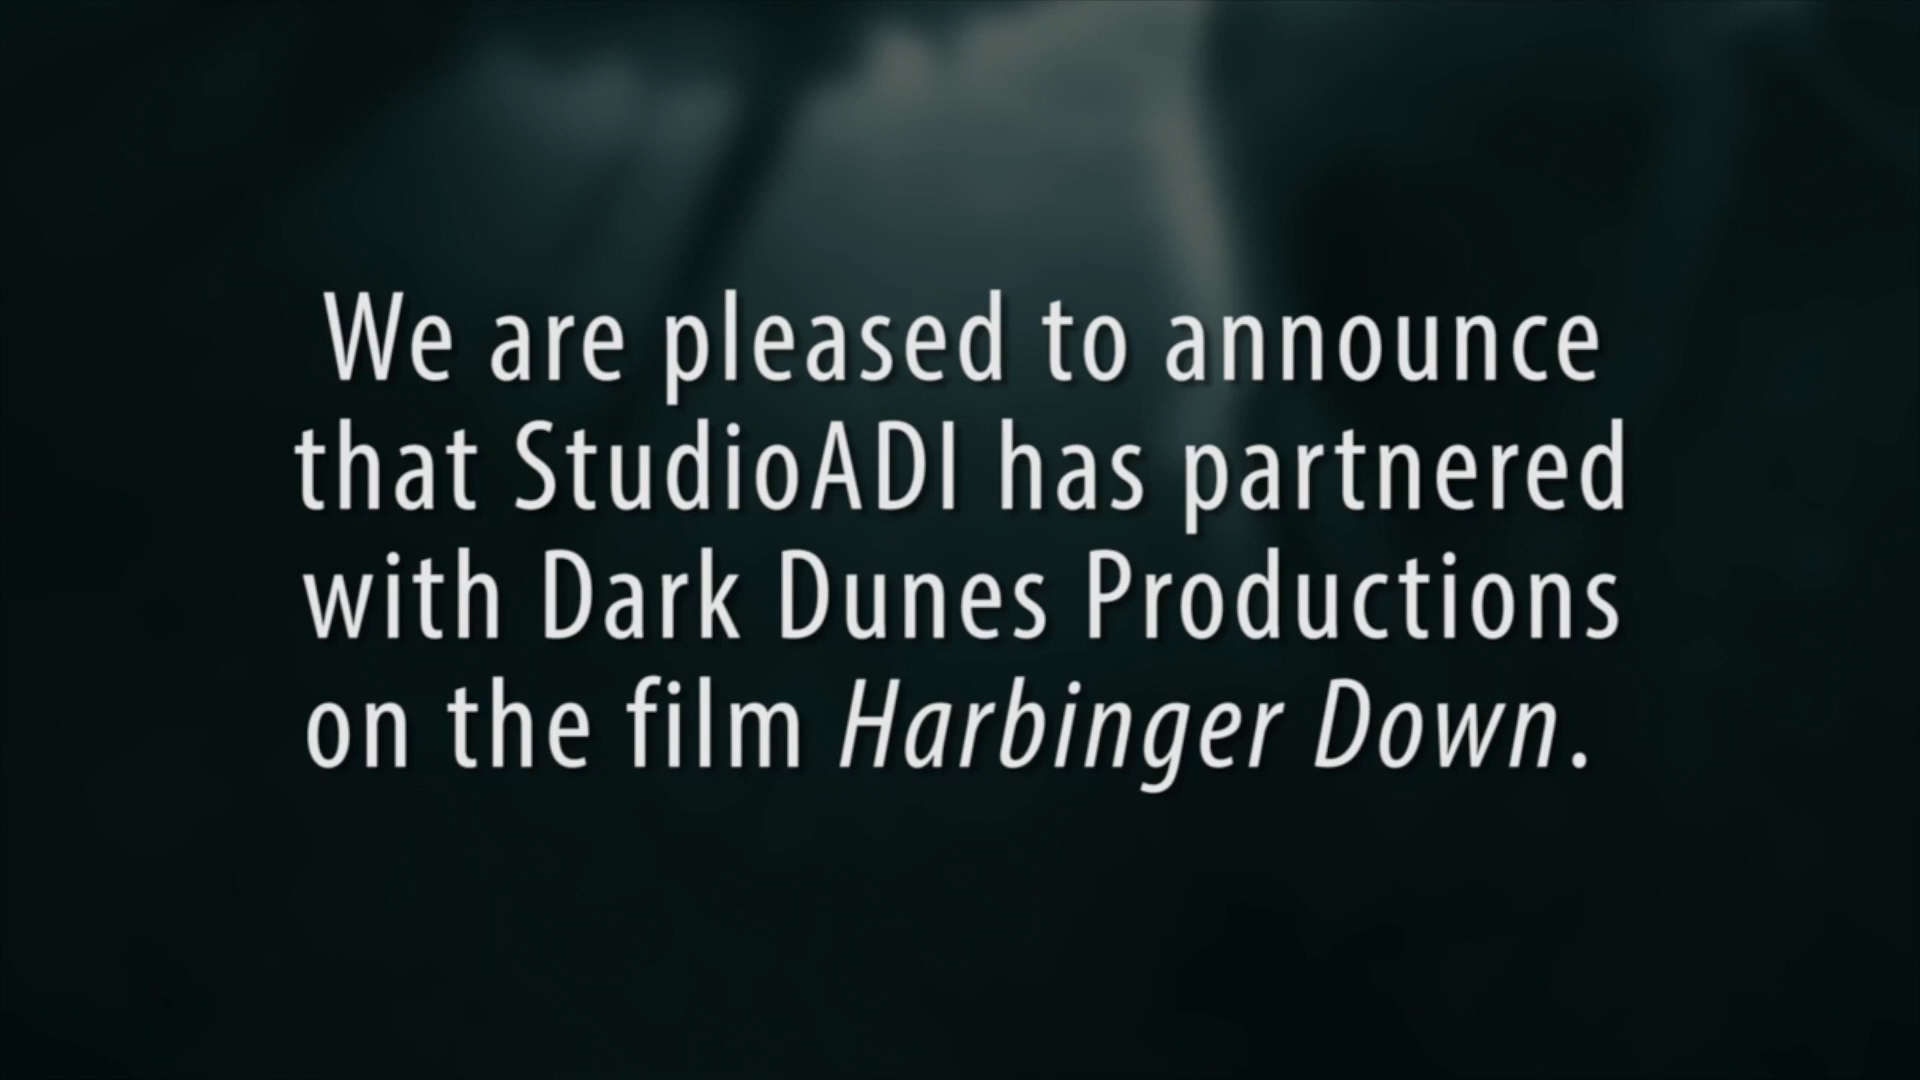 We are pleased to announce
that StudioADI has partnered
with Dark Dunes Productions
on the film Harbinger Down.